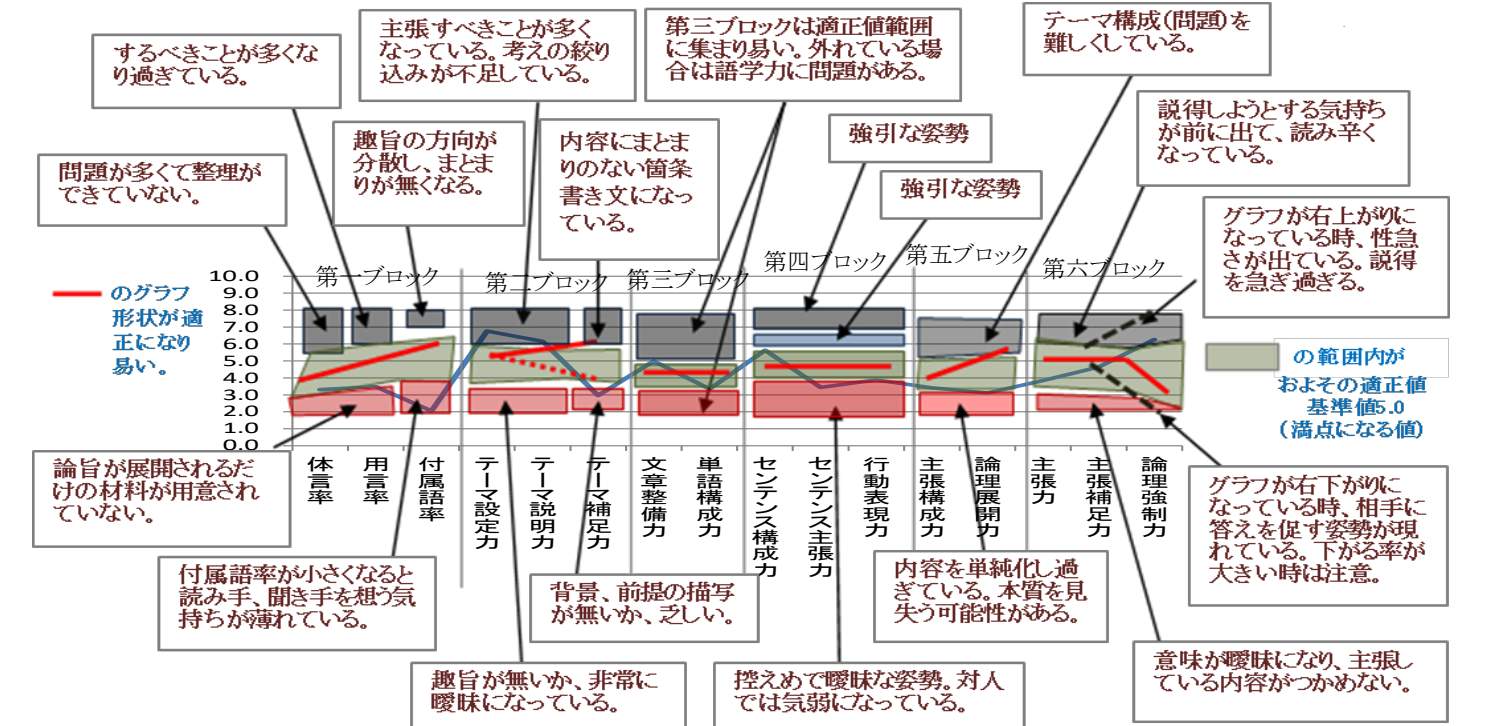 するべきことが多くな
り過ぎている。
主張すべきことが多く
なっている。考えの絞り
込みが不足している。
第三ブロックは適正値範囲
に集まり易い。外れている場
合は語学力に問題がある。
テーマ構成(問題)を
難しくしている。
問題が多くて整理が
できていない。
趣旨の方向が
分散し、まとま
りが無くなる。
内容にまとま
りのない箇条
書き文になっ
ている。
強引な姿勢
強引な姿勢
説得しようとする気持ち
が前に出て、読み辛く
なっている。
グラフが右上がりに
なっている時、性急
さが出ている。説得
を急ぎ過ぎる。
第一ブロック
第二ブロック
第三ブロック
第四ブロック
第五ブロック
第六ブロック
のグラフ
形状が適
正になり
易い。
10.0
9.0
8.0
7.0
6.0
5.0
4.0
3.0
2.0
1.0
0.0
の範囲内が
おおよその適正値
基準値5.0
(満点になる値)
体言率
用言率
付属語率
テーマ設定力
テーマ説明力
テーマ補足力
文章整備力
単語構成力
センテンス構成力
センテンス主張力
行動表現力
主張構成力
論理展開力
主張力
主張補足力
論理強制力
論旨が展開されるだ
けの材料が用意され
ていない。
付属語率が小さくなると
読み手、聞き手を想う気
持ちが薄れている。
趣旨が無いか、非常に
曖昧になっている。
背景、前提の描写
が無いか、乏しい。
控えめで曖昧な姿勢。対人
では気弱になっている。
内容を単純化し過
ぎている。本質を見
失う可能性がある。
グラフが右下がりに
なっている時、相手に
答えを促す姿勢が現
れている。下がる率が
大きい時は注意。
意味が曖昧になり、主張し
ている内容がつかめない。